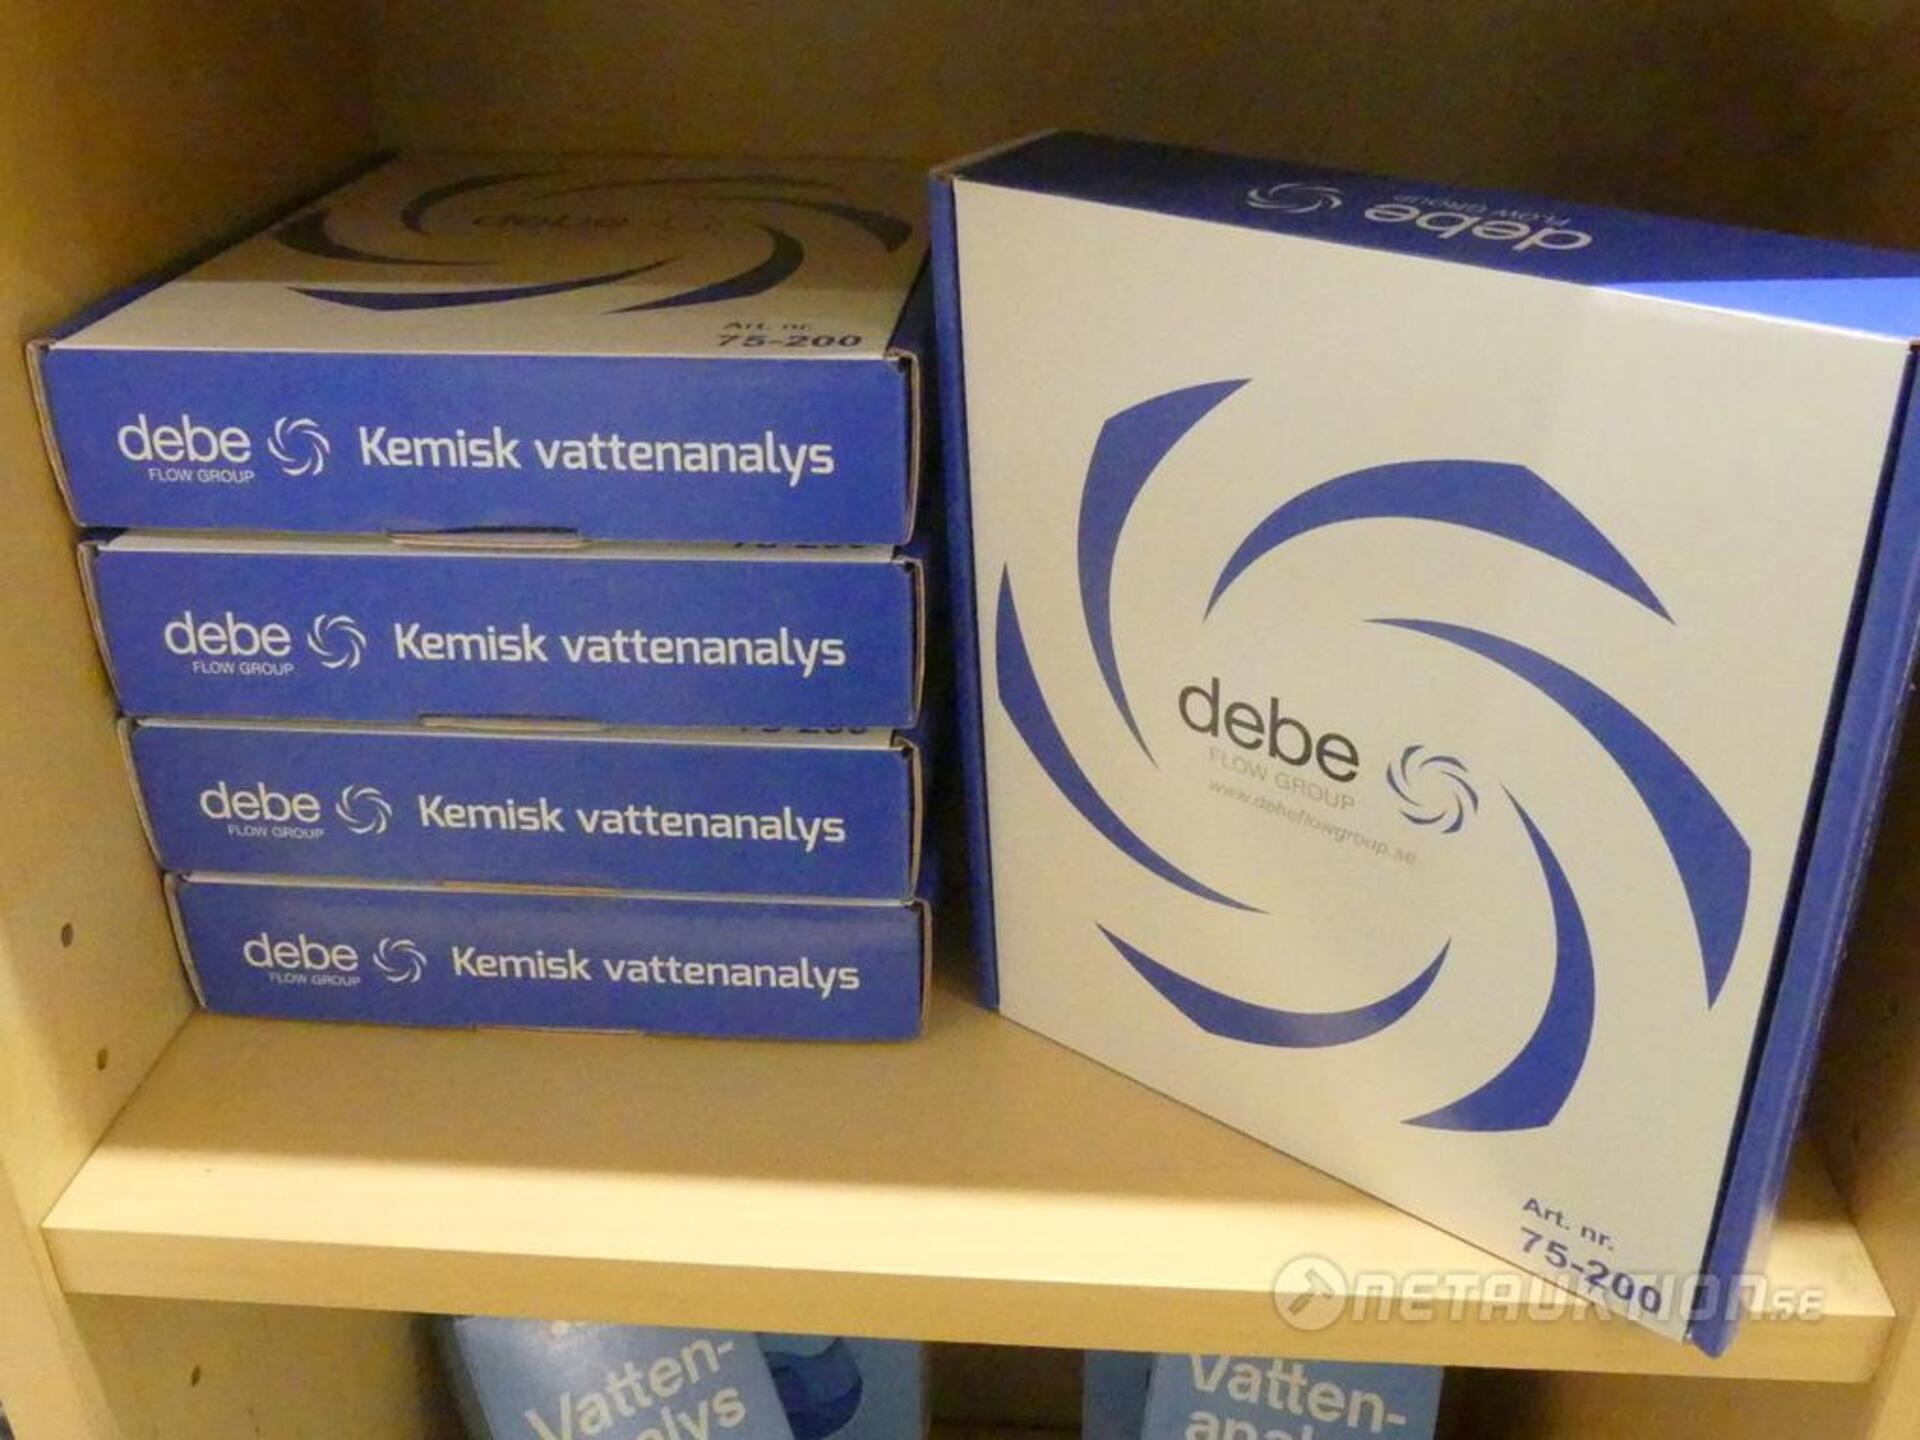 debe
Art. nr.
75-200
debe
FLOW GROUP
Kemisk vattenanalys
debe
FLOW GROUP
Kemisk vattenanalys
debe
FLOW GROUP
Kemisk vattenanalys
debe
FLOW GROUP
Kemisk vattenanalys
debe
FLOW GROUP
debe
FLOW GROUP
www.debeflowgroup.se
Art. nr.
75-200
NETAUKTION.SE
Vatten-
Vatten-